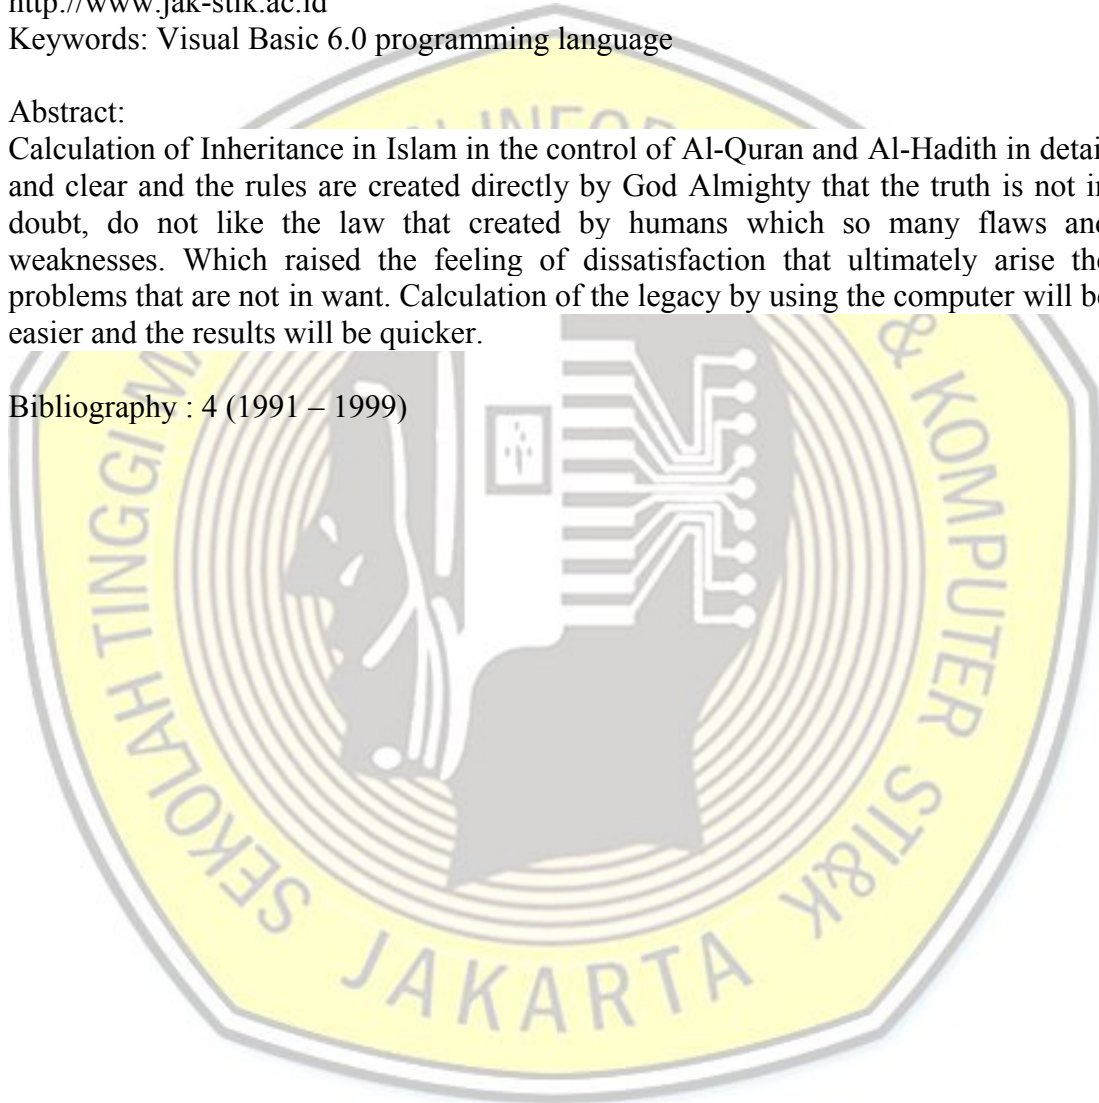 http://www.jak-stik.ac.id
Keywords: Visual Basic 6.0 programming language
Abstract:
Calculation of Inheritance in Islam in the control of Al-Quran and Al-Hadith in detail
and clear and the rules are created directly by God Almighty that the truth is not in
doubt, do not like the law that created by humans which so many flaws and
weaknesses. Which raised the feeling of dissatisfaction that ultimately arise the
problems that are not in want. Calculation of the legacy by using the computer will be
easier and the results will be quicker.
Bibliography : 4 (1991 – 1999)
SEKOLAH TINGGI
& KOMPUTER STI&K
JAKARTA